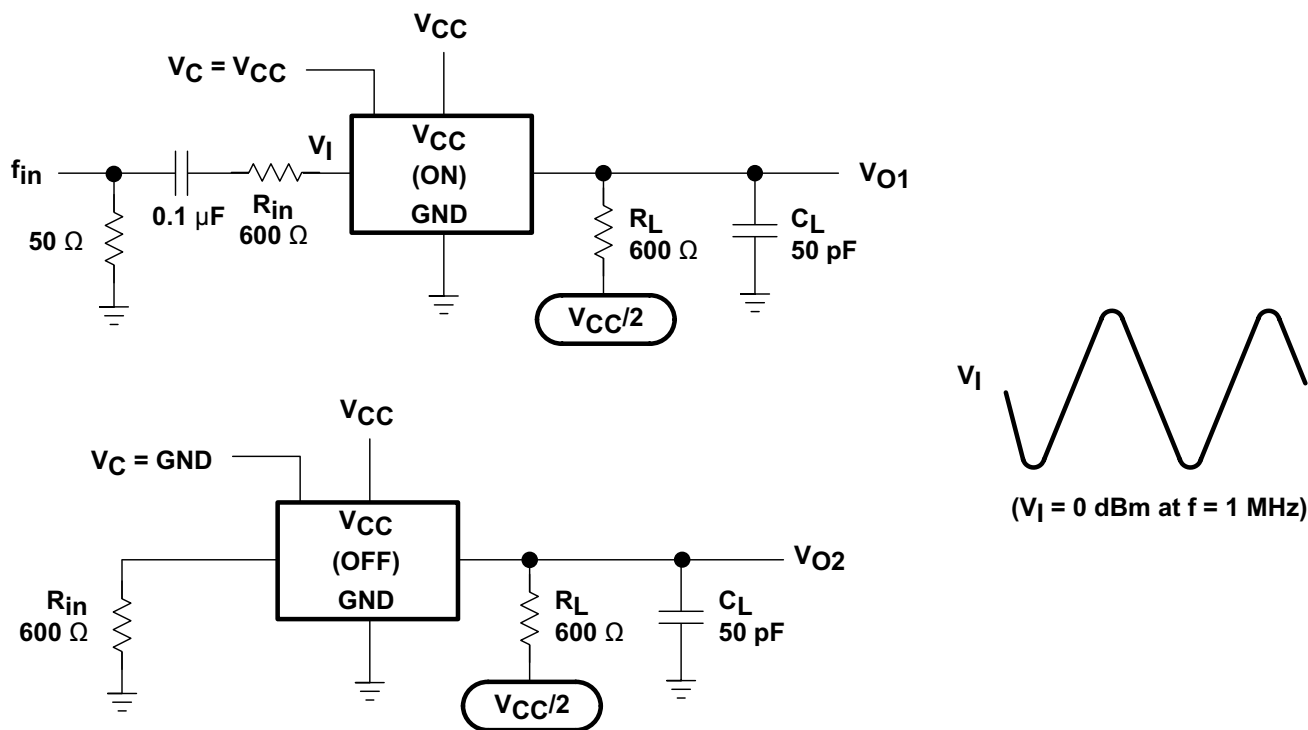 VCC
VC = VCC
fin
50 Ω
0.1 μF
Rin
600 Ω
VI
VCC
(ON)
GND
RL
600 Ω
VCC/2
CL
50 pF
VO1
VCC
VC = GND
Rin
600 Ω
VCC
(OFF)
GND
RL
600 Ω
VCC/2
CL
50 pF
VO2
VI
(VI = 0 dBm at f = 1 MHz)